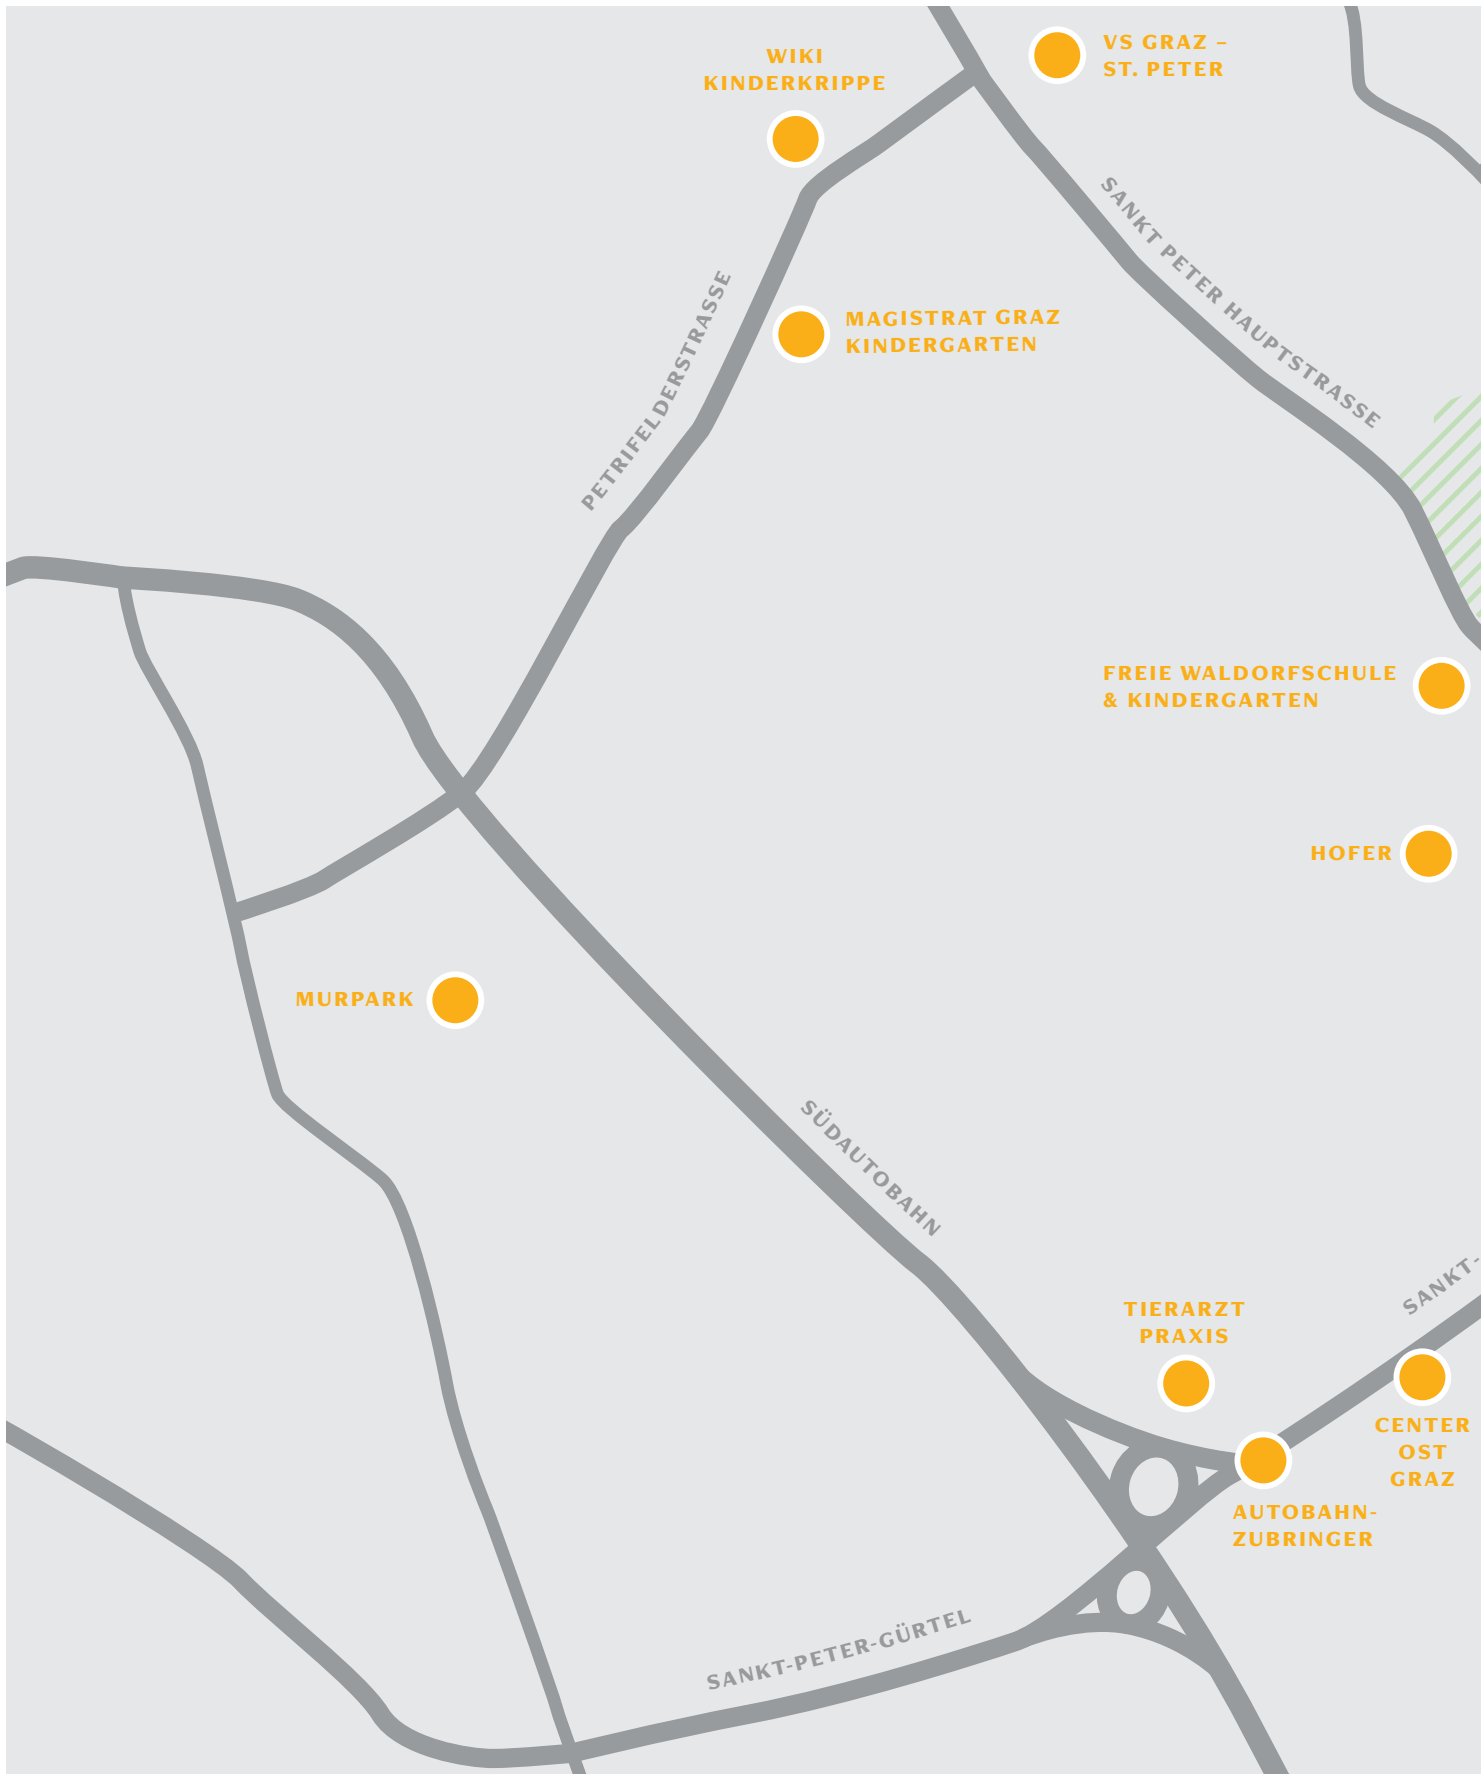 VS GRAZ –
ST. PETER
WIKI
KINDERKRIPPE
SANKT PETER HAUPTSTRASSE
PETRIFELDERSTRASSE
MAGISTRAT GRAZ
KINDERGARTEN
FREIE WALDORFSCHULE
& KINDERGARTEN
HOFER
MURPARK
SÜDAUTOBAHN
SANKT-
TIERARZT
PRAXIS
CENTER
OST
GRAZ
AUTOBAHN-
ZUBRINGER
SANKT-PETER-GÜRTEL